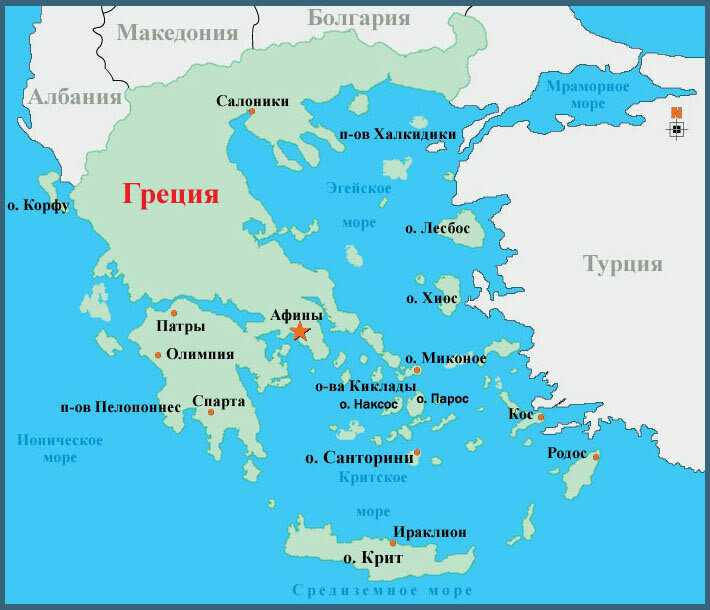 Болгария
Македония
Албания
Мраморное
море
N
Салоники
п-ов Халкидики
Греция
Эгейское
море
о. Корфу
о. Лесбос
Турция
о. Хиос
Афины
Патры
Олимпия
о. Миконое
о-ва Киклады
о. Наксос
о. Парос
п-ов Пелопоннес
Спарта
Кос
Ионическое
море
о. Санторини
Родос
Критское
море
Ираклион
о. Крит
Средиземное море